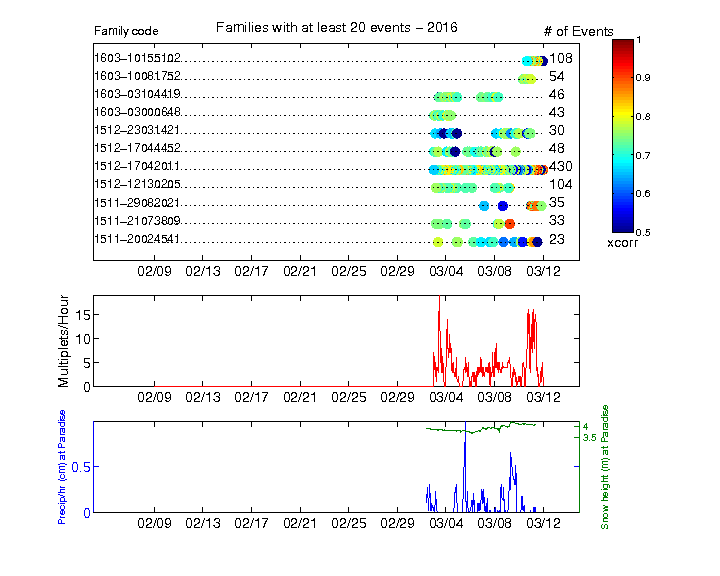 Family code
Families with at least 20 events − 2016
# of Events
1603−10155102 108
1603−10081752 54
1603−03104419 46
1603−03000648 43
1512−23031421 30
1512−17044452 48
1512−17042011 430
1512−12130205 104
1511−29082021 35
1511−21073809 33
1511−20024541 23
02/09 02/13 02/17 02/21 02/25 02/29 03/04 03/08 03/12
1
0.9
0.8
0.7
0.6
0.5
xcorr
Multiplets/Hour
15
10
5
0
02/09 02/13 02/17 02/21 02/25 02/29 03/04 03/08 03/12
Precip/hr (cm) at Paradise
0.5
0
4
3.5
Snow height (m) at Paradise
02/09 02/13 02/17 02/21 02/25 02/29 03/04 03/08 03/12